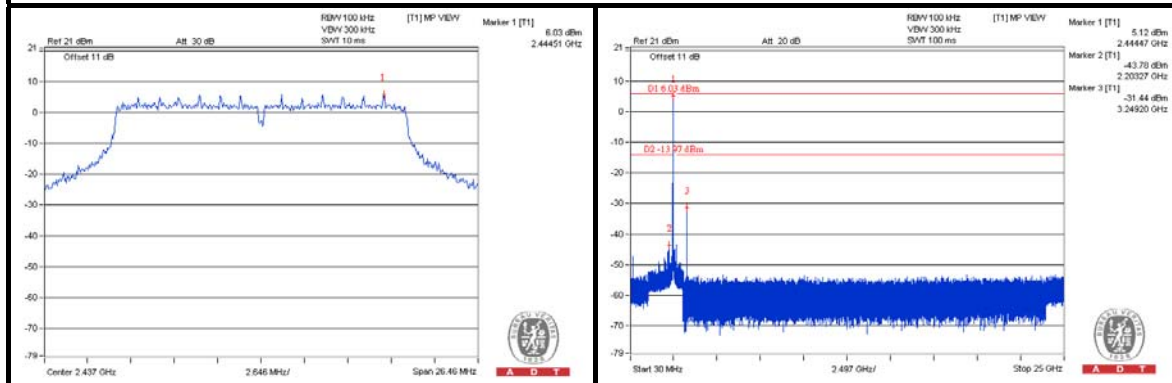 RBW 100 kHz [T1] MP VIEW
VBW 300 kHz
Ref 21 dBm Att 30 dB SWT 10 ms
Marker 1 [T1]
6.03 dBm
2.44451 GHz
21
Offset 11 dB
1
10
0
-10
-20
-30
-40
-50
-60
-70
-79
Center 2.437 GHz 2.646 MHz/ Span 26.46 MHz
BUREAU VERITAS
1828
A D T
RBW 100 kHz [T1] MP VIEW
VBW 300 kHz
Ref 21 dBm Att 20 dB SWT 100 ms
Marker 1 [T1]
5.12 dBm
2.44447 GHz
Marker 2 [T1]
-43.78 dBm
2.20327 GHz
Marker 3 [T1]
-31.44 dBm
3.24920 GHz
21
Offset 11 dB
1
10
D1 6.03 dBm
0
-10
D2 -13.97 dBm
-20
3
-30
2
-40
-50
-60
-70
-79
Start 30 MHz 2.497 GHz/ Stop 25 GHz
BUREAU VERITAS
1828
A D T